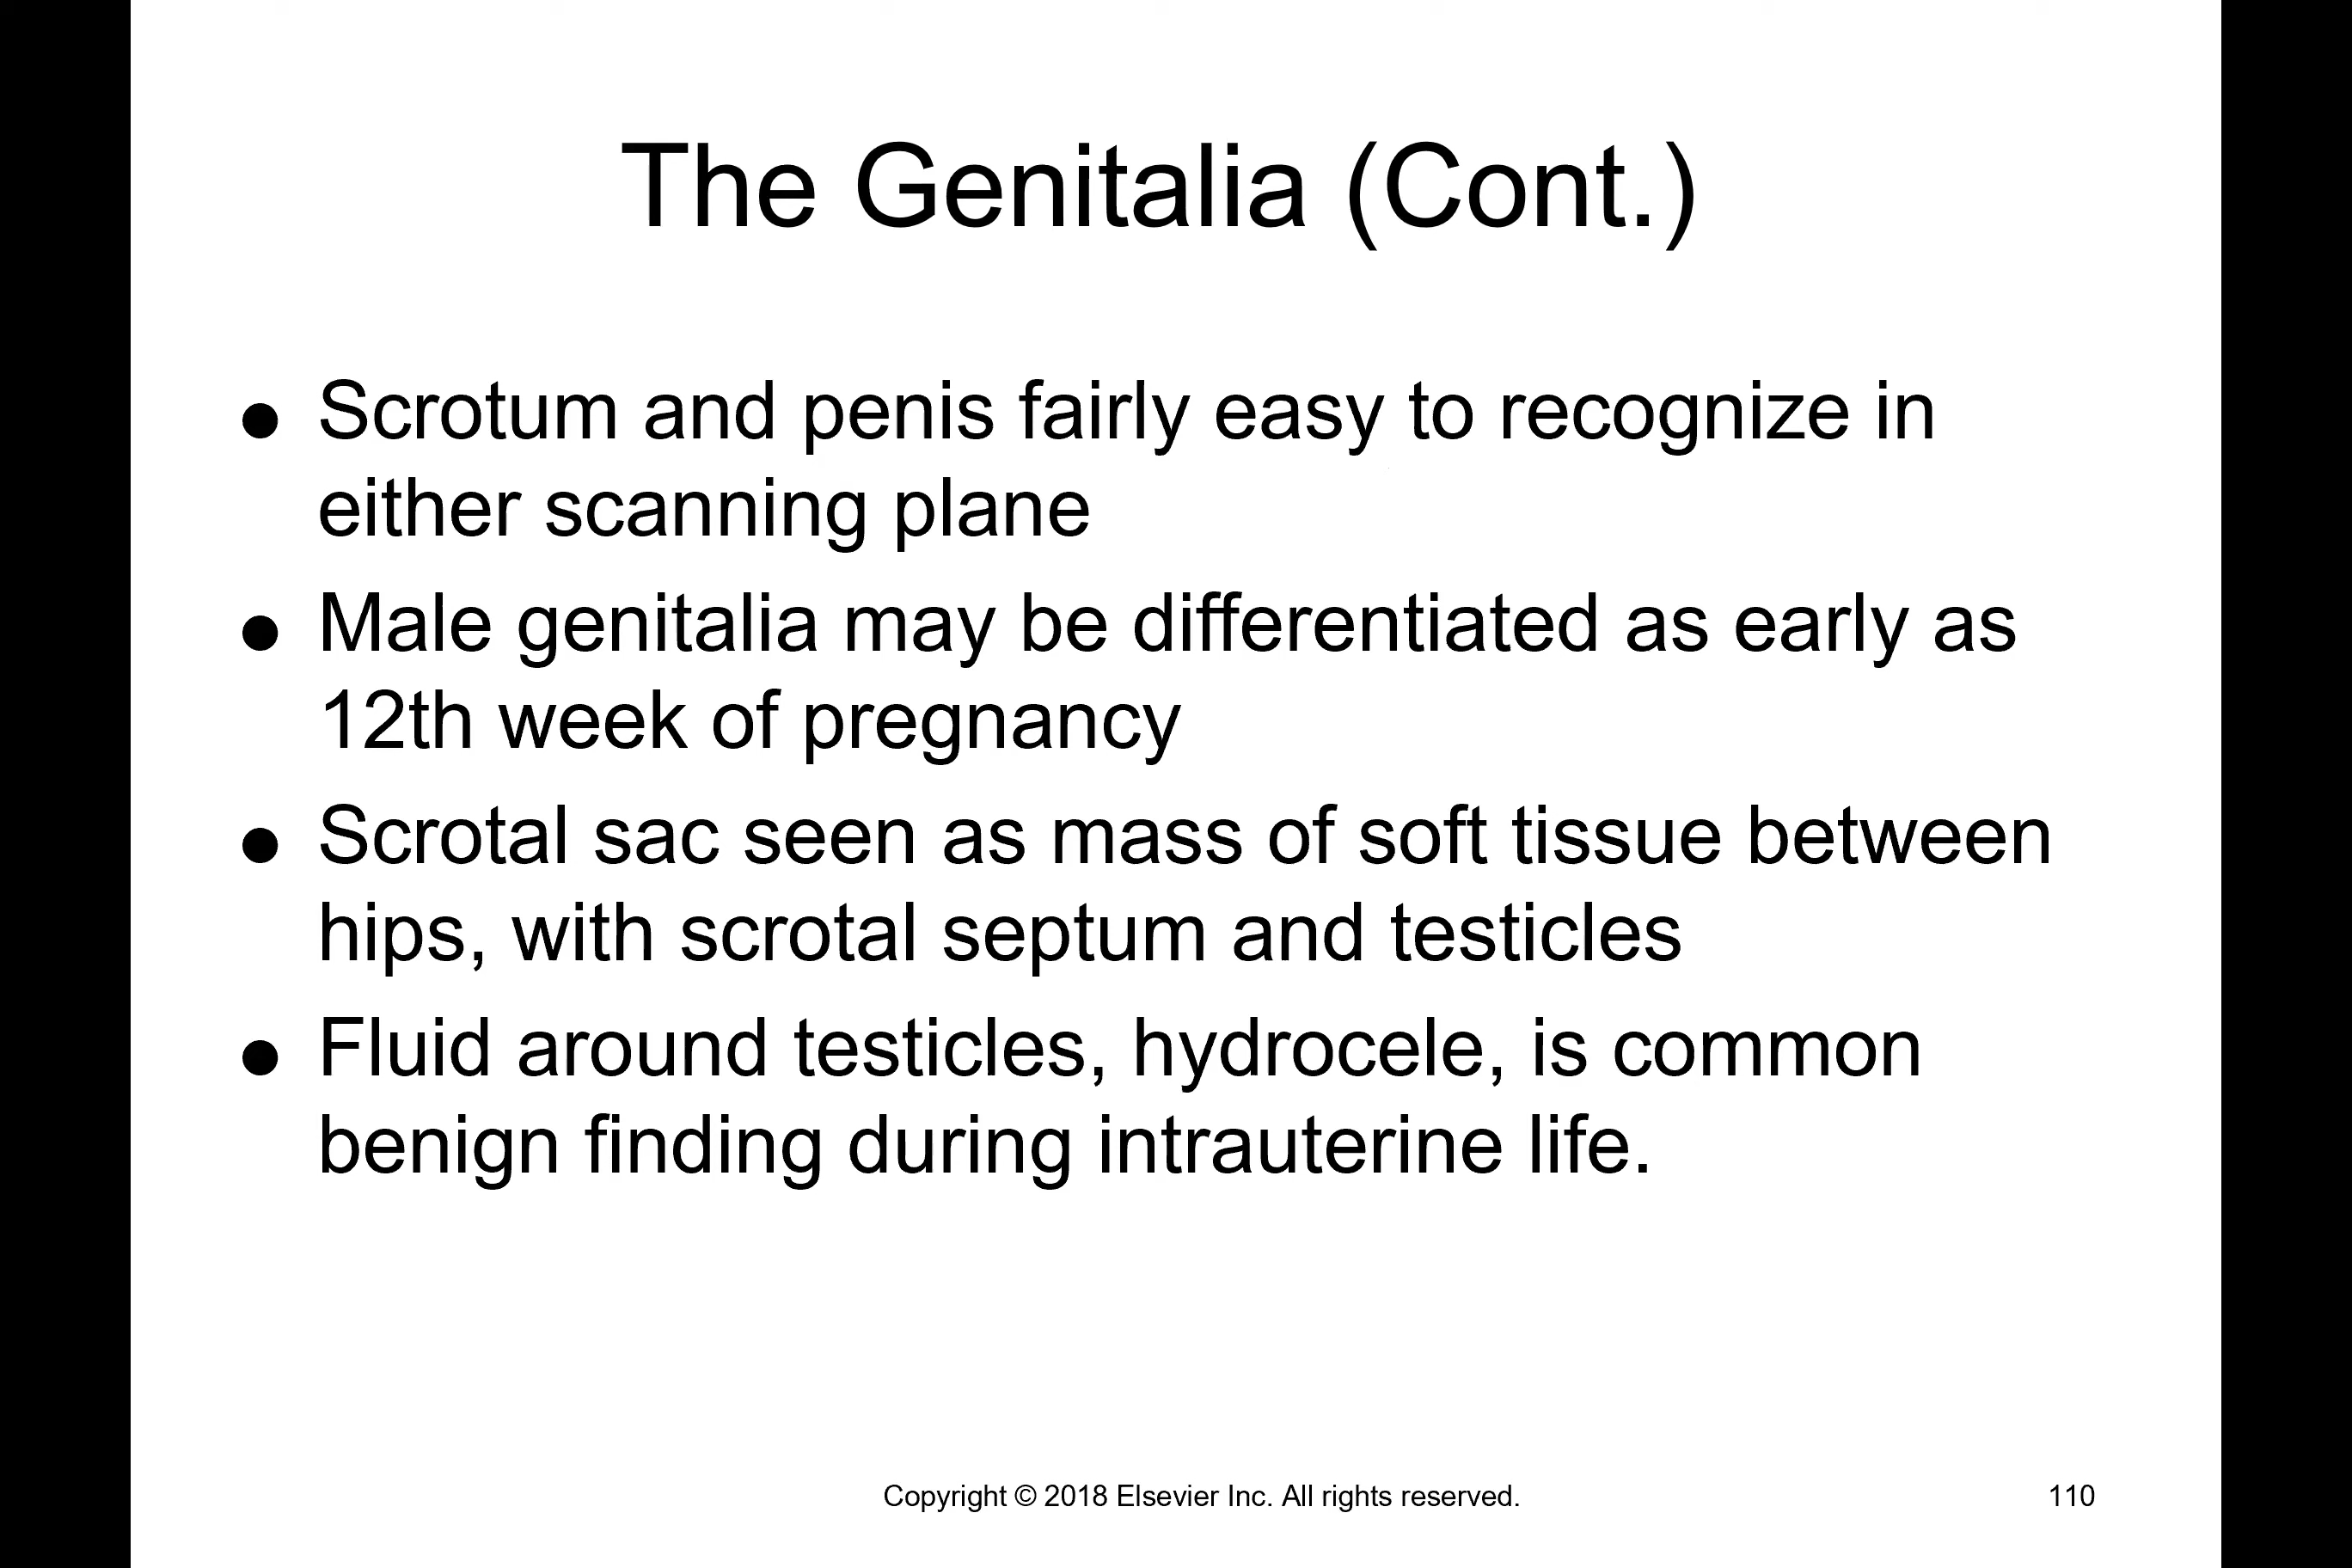 The Genitalia (Cont.)
● Scrotum and penis fairly easy to recognize in
either scanning plane
● Male genitalia may be differentiated as early as
12th week of pregnancy
● Scrotal sac seen as mass of soft tissue between
hips, with scrotal septum and testicles
● Fluid around testicles, hydrocele, is common
benign finding during intrauterine life.
Copyright © 2018 Elsevier Inc. All rights reserved.
110